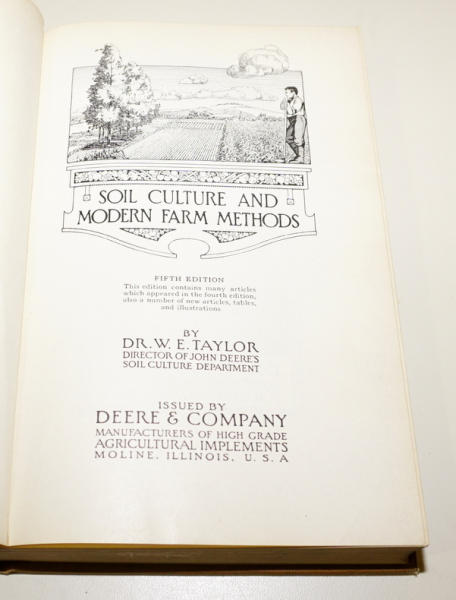 SOIL CULTURE AND
MODERN FARM METHODS
FIFTH EDITION
This edition contains many articles
which appeared in the fourth edition,
also a number of new articles, tables,
and illustrations
BY
DR. W. E. TAYLOR
DIRECTOR OF JOHN DEERE'S
SOIL CULTURE DEPARTMENT
ISSUED BY
DEERE & COMPANY
MANUFACTURERS OF HIGH GRADE
AGRICULTURAL IMPLEMENTS
MOLINE, ILLINOIS, U. S. A